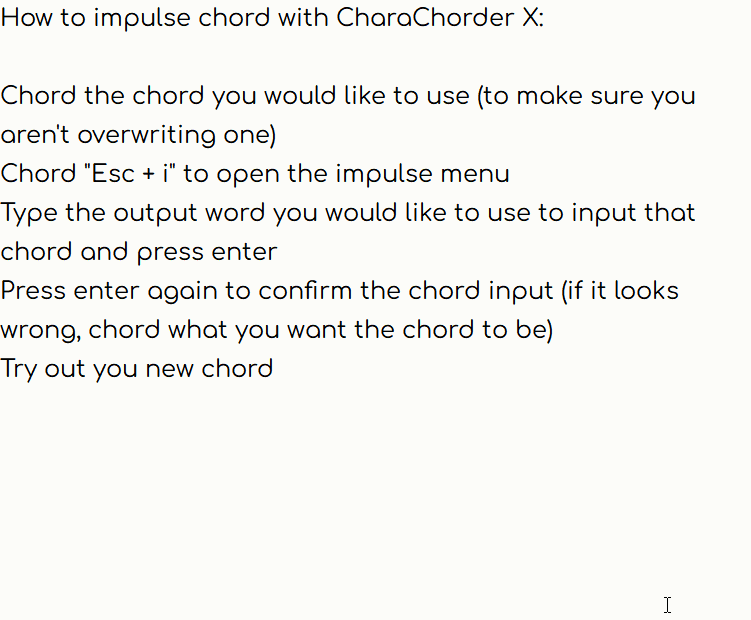 How to impulse chord with CharaChorder X:
Chord the chord you would like to use (to make sure you
aren't overwriting one)
Chord "Esc + i" to open the impulse menu
Type the output word you would like to use to input that
chord and press enter
Press enter again to confirm the chord input (if it looks
wrong, chord what you want the chord to be)
Try out you new chord